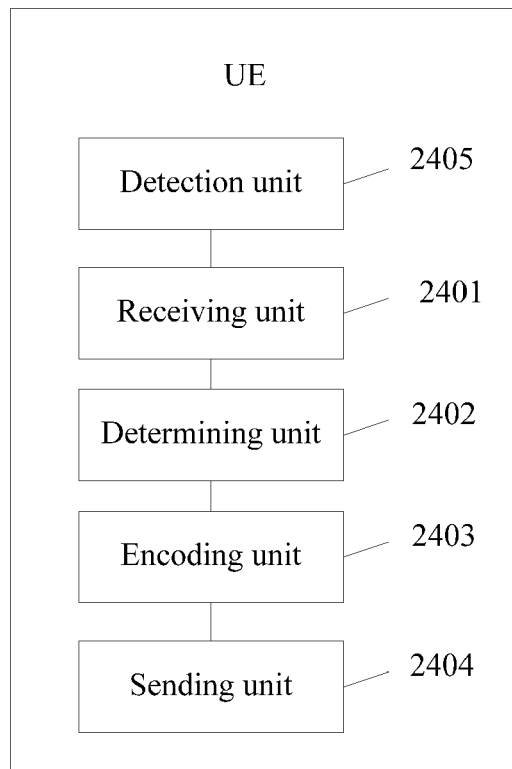 UE
Detection unit 2405
Receiving unit 2401
Determining unit 2402
Encoding unit 2403
Sending unit 2404